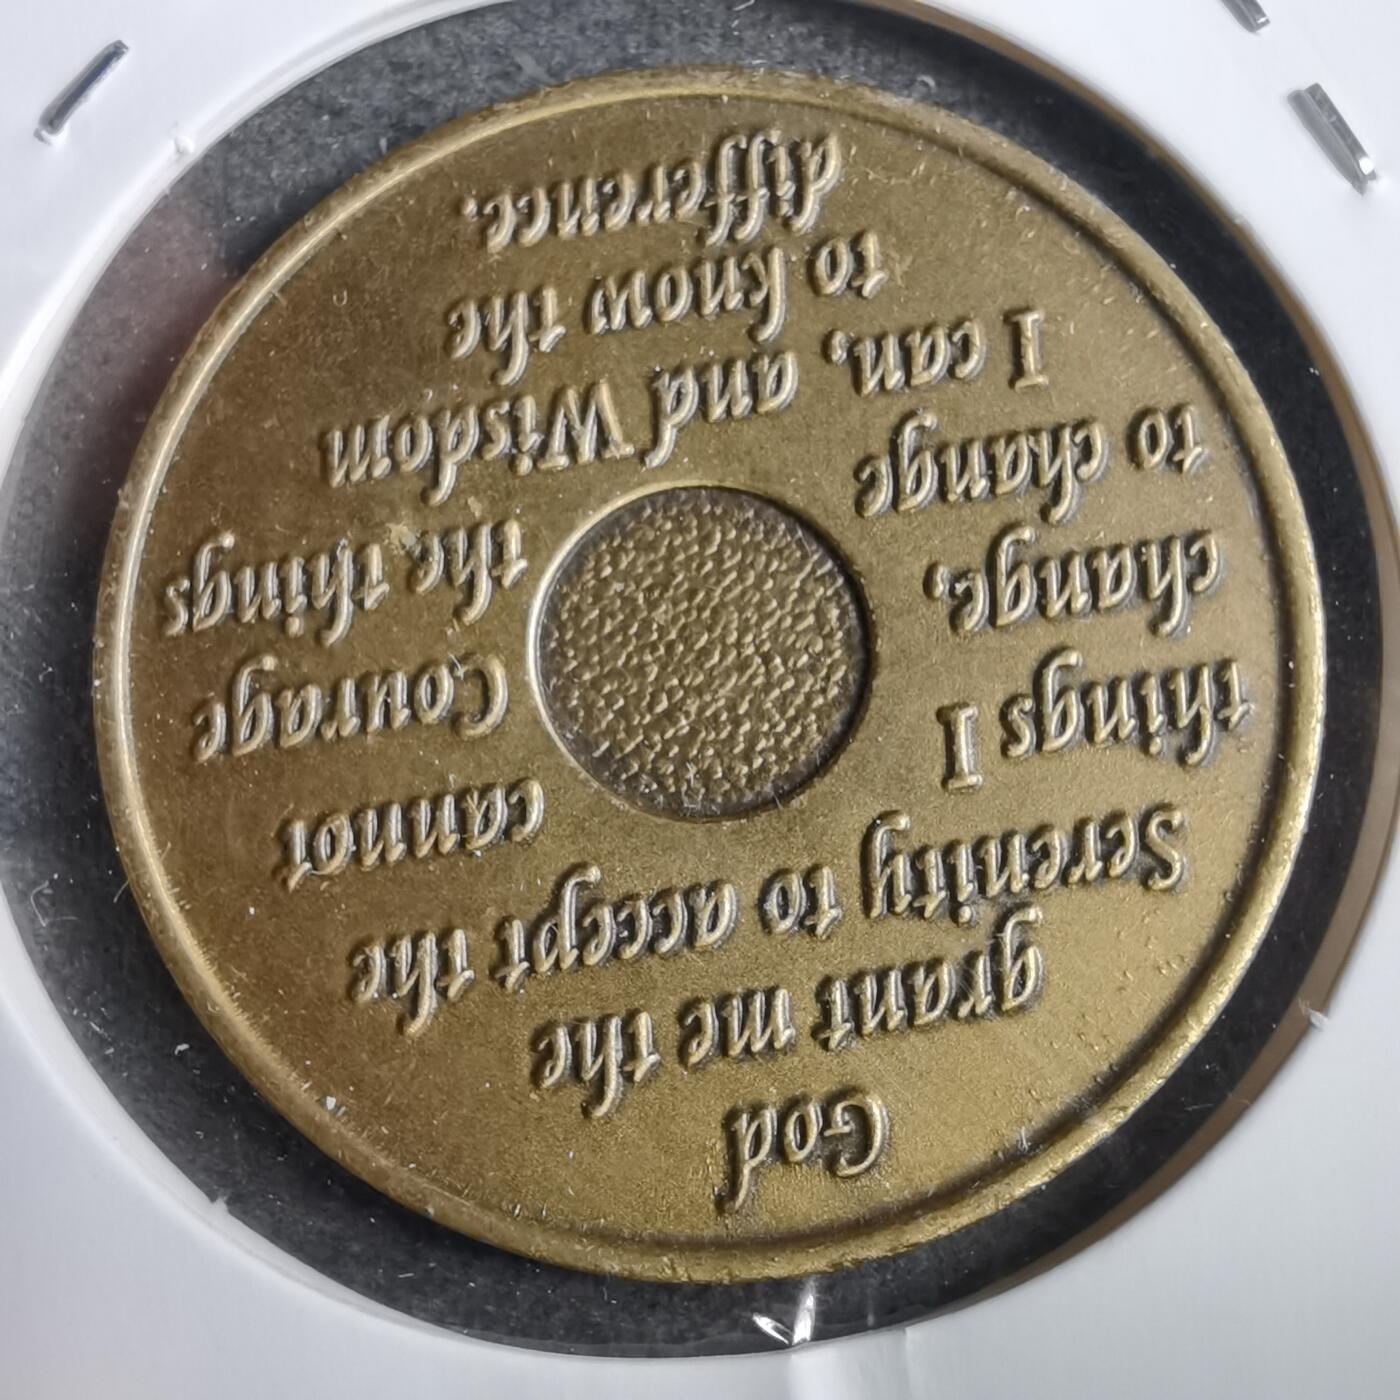 God
grant me the
Serenity to accept the
things I cannot
change, Courage
to change the things
I can, and Wisdom
to know the
difference.